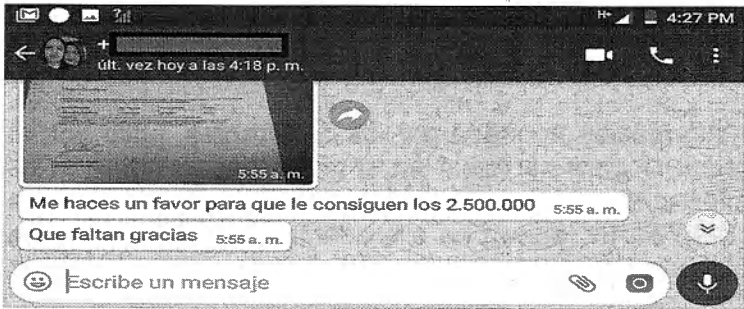 H+ 4:27 PM
+
últ. vez hoy a las 4:18 p. m.
5:55 a. m.
Me haces un favor para que le consiguen los 2.500.000 5:55 a. m.
Que faltan gracias 5:55 a. m.
Escribe un mensaje